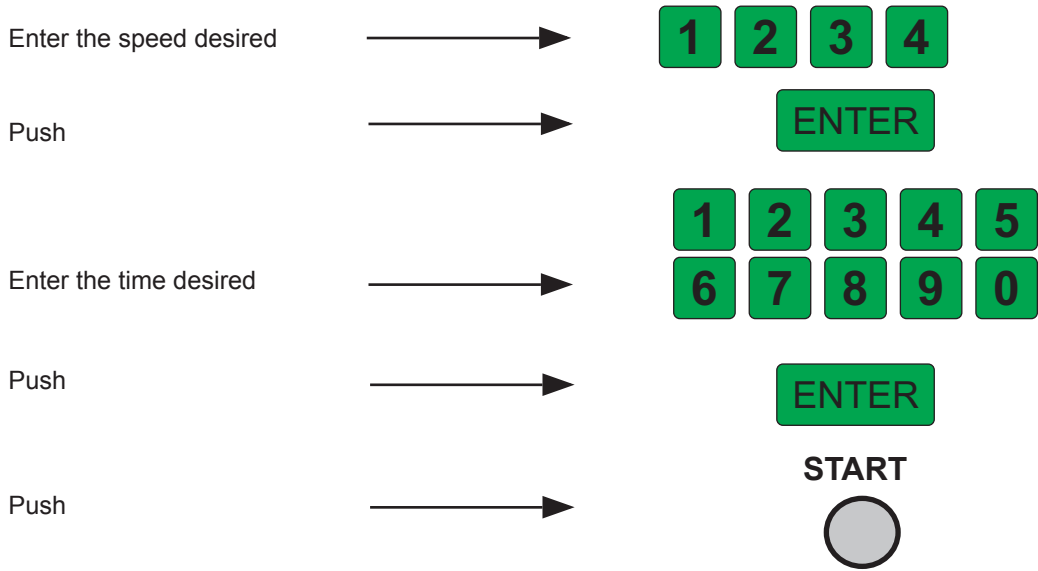 Enter the speed desired 1 2 3 4
Push ENTER
1 2 3 4 5
Enter the time desired
6 7 8 9 0
Push ENTER
START
Push